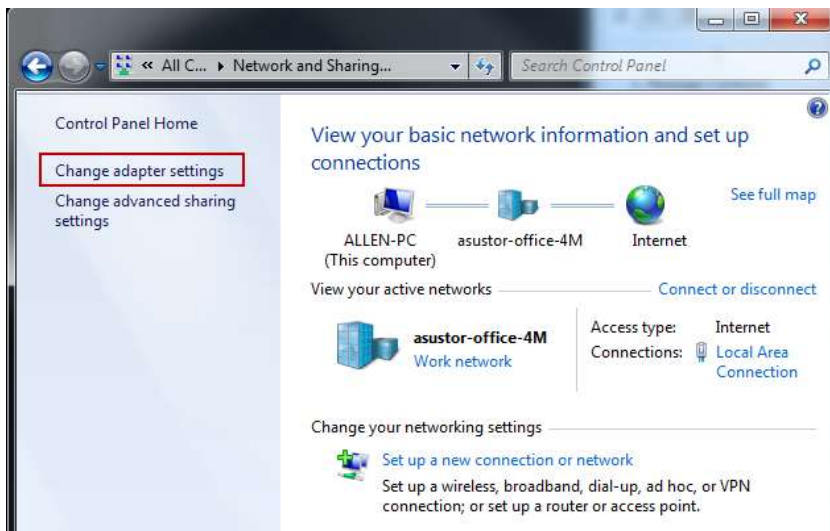 « All C... ▸ Network and Sharing...
Search Control Panel
Control Panel Home
Change adapter settings
Change advanced sharing
settings
View your basic network information and set up
connections
See full map
ALLEN-PC
(This computer)
asustor-office-4M
Internet
View your active networks
Connect or disconnect
asustor-office-4M
Work network
Access type: Internet
Connections: Local Area
Connection
Change your networking settings
Set up a new connection or network
Set up a wireless, broadband, dial-up, ad hoc, or VPN
connection; or set up a router or access point.